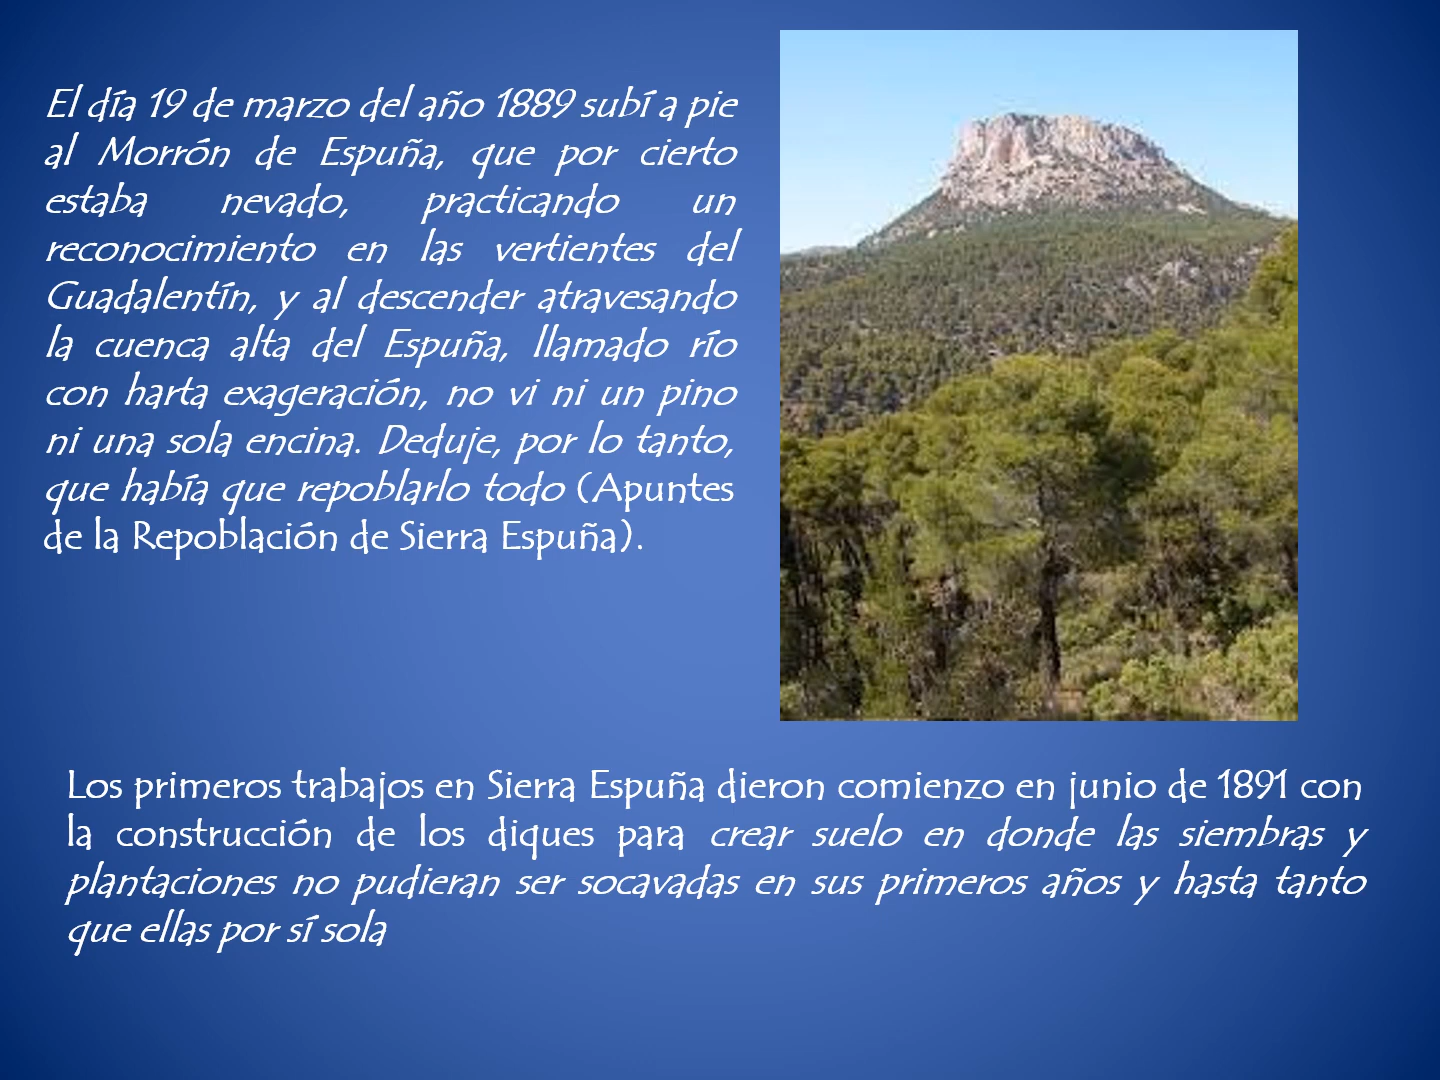 El día 19 de marzo del año 1889 subí a pie
al Morrón de Espuña, que por cierto
estaba nevado, practicando un
reconocimiento en las vertientes del
Guadalentín, y al descender atravesando
la cuenca alta del Espuña, llamado río
con harta exageración, no vi ni un pino
ni una sola encina. Deduje, por lo tanto,
que había que repoblarlo todo (Apuntes
de la Repoblación de Sierra Espuña).
Los primeros trabajos en Sierra Espuña dieron comienzo en junio de 1891 con
la construcción de los diques para crear suelo en donde las siembras y
plantaciones no pudieran ser socavadas en sus primeros años y hasta tanto
que ellas por sí sola